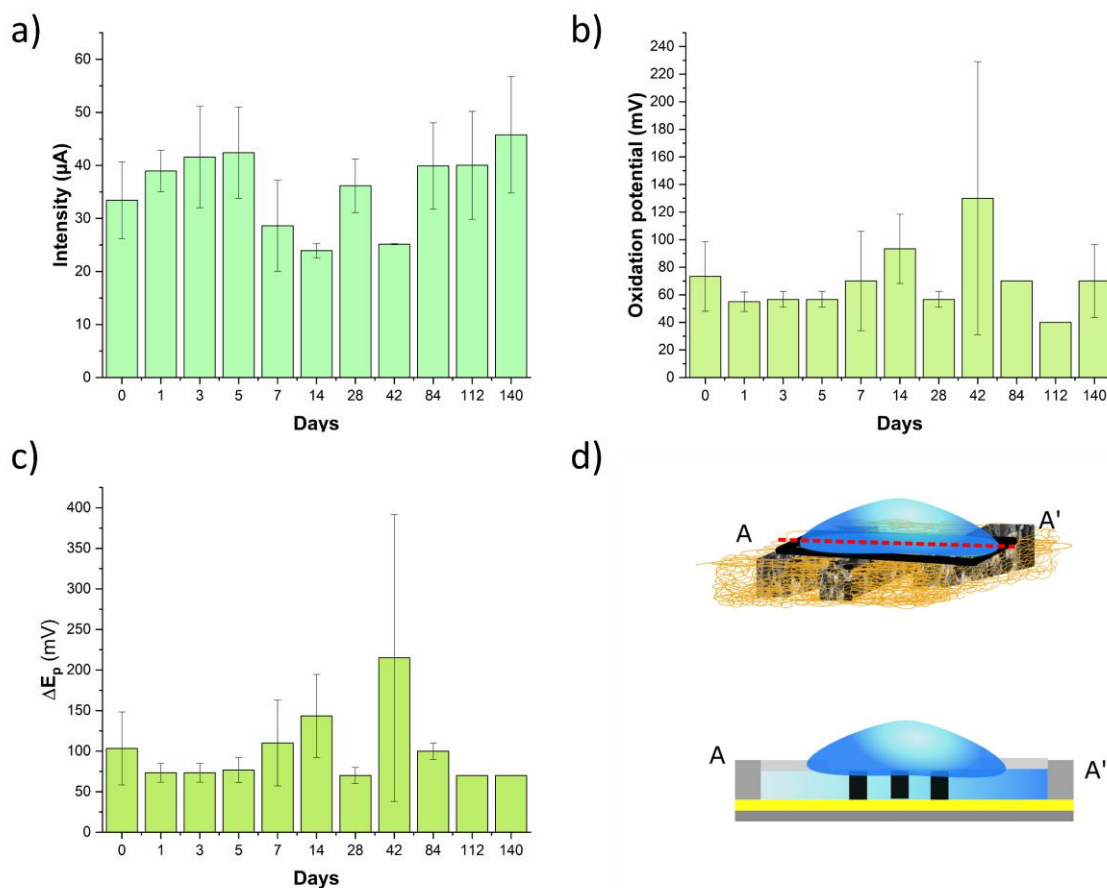 a)
Intensity (µA)
60
50
40
30
20
10
0
0 1 3 5 7 14 28 42 84 112 140
Days
b)
Oxidation potential (mV)
240
220
200
180
160
140
120
100
80
60
40
20
0
0 1 3 5 7 14 28 42 84 112 140
Days
c)
ΔEp (mV)
400
350
300
250
200
150
100
50
0
0 1 3 5 7 14 28 42 84 112 140
Days
d)
A A'
A A'